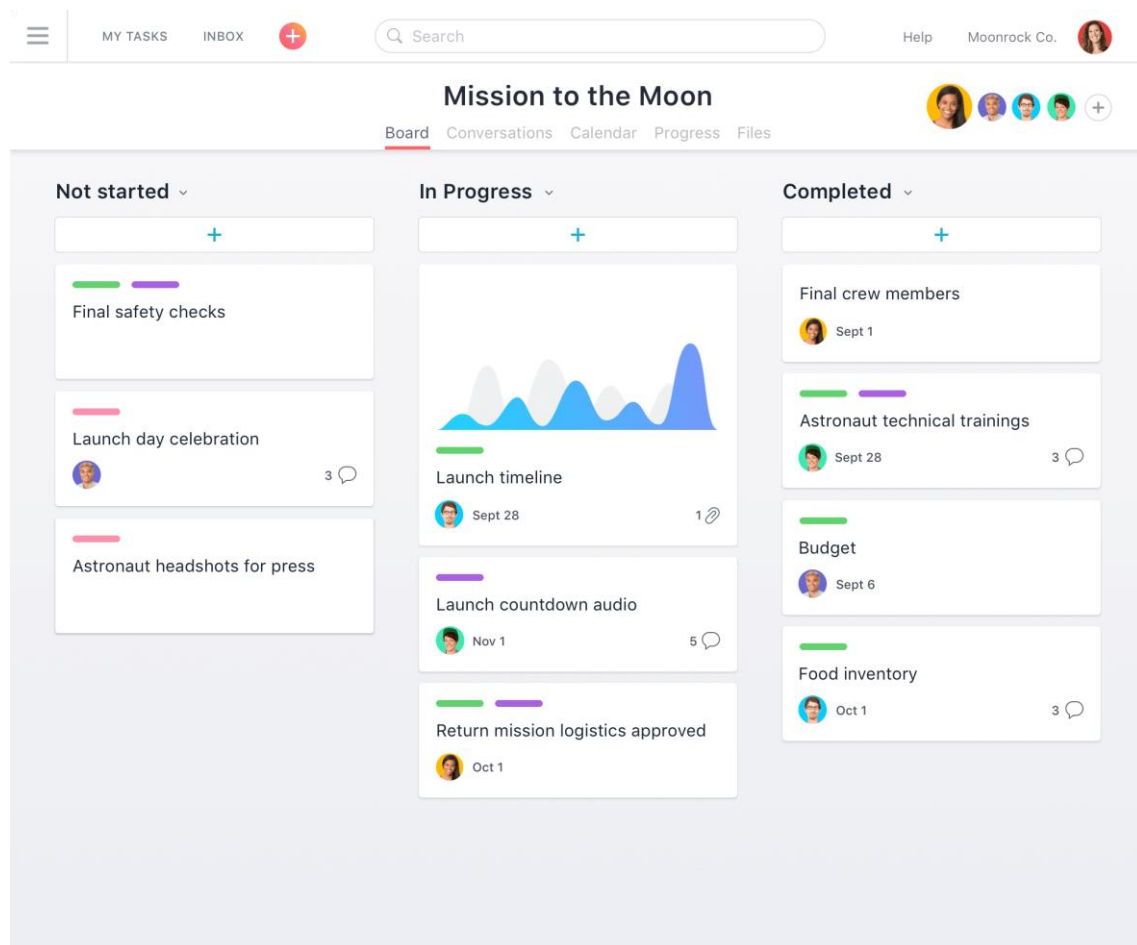 MY TASKS INBOX Search Help Moonrock Co.
Mission to the Moon
Board Conversations Calendar Progress Files
Not started
Final safety checks
Launch day celebration
3
Astronaut headshots for press
In Progress
Launch timeline
Sept 28 1
Launch countdown audio
Nov 1 5
Return mission logistics approved
Oct 1
Completed
Final crew members
Sept 1
Astronaut technical trainings
Sept 28 3
Budget
Sept 6
Food inventory
Oct 1 3